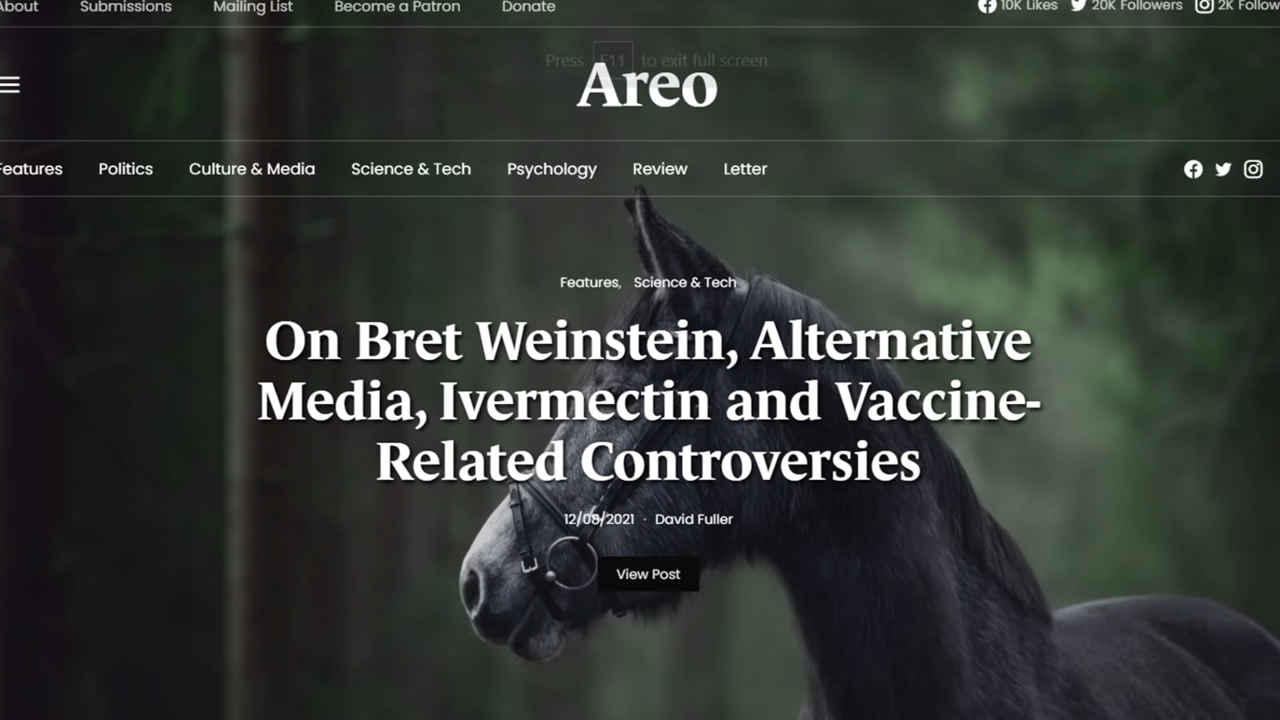 About Submissions Mailing List Become a Patron Donate 10K Likes 20K Followers 2K Follow
Press F11 to exit full screen
Areo
Features Politics Culture & Media Science & Tech Psychology Review Letter
Features, Science & Tech
On Bret Weinstein, Alternative
Media, Ivermectin and Vaccine-
Related Controversies
12/08/2021 · David Fuller
View Post